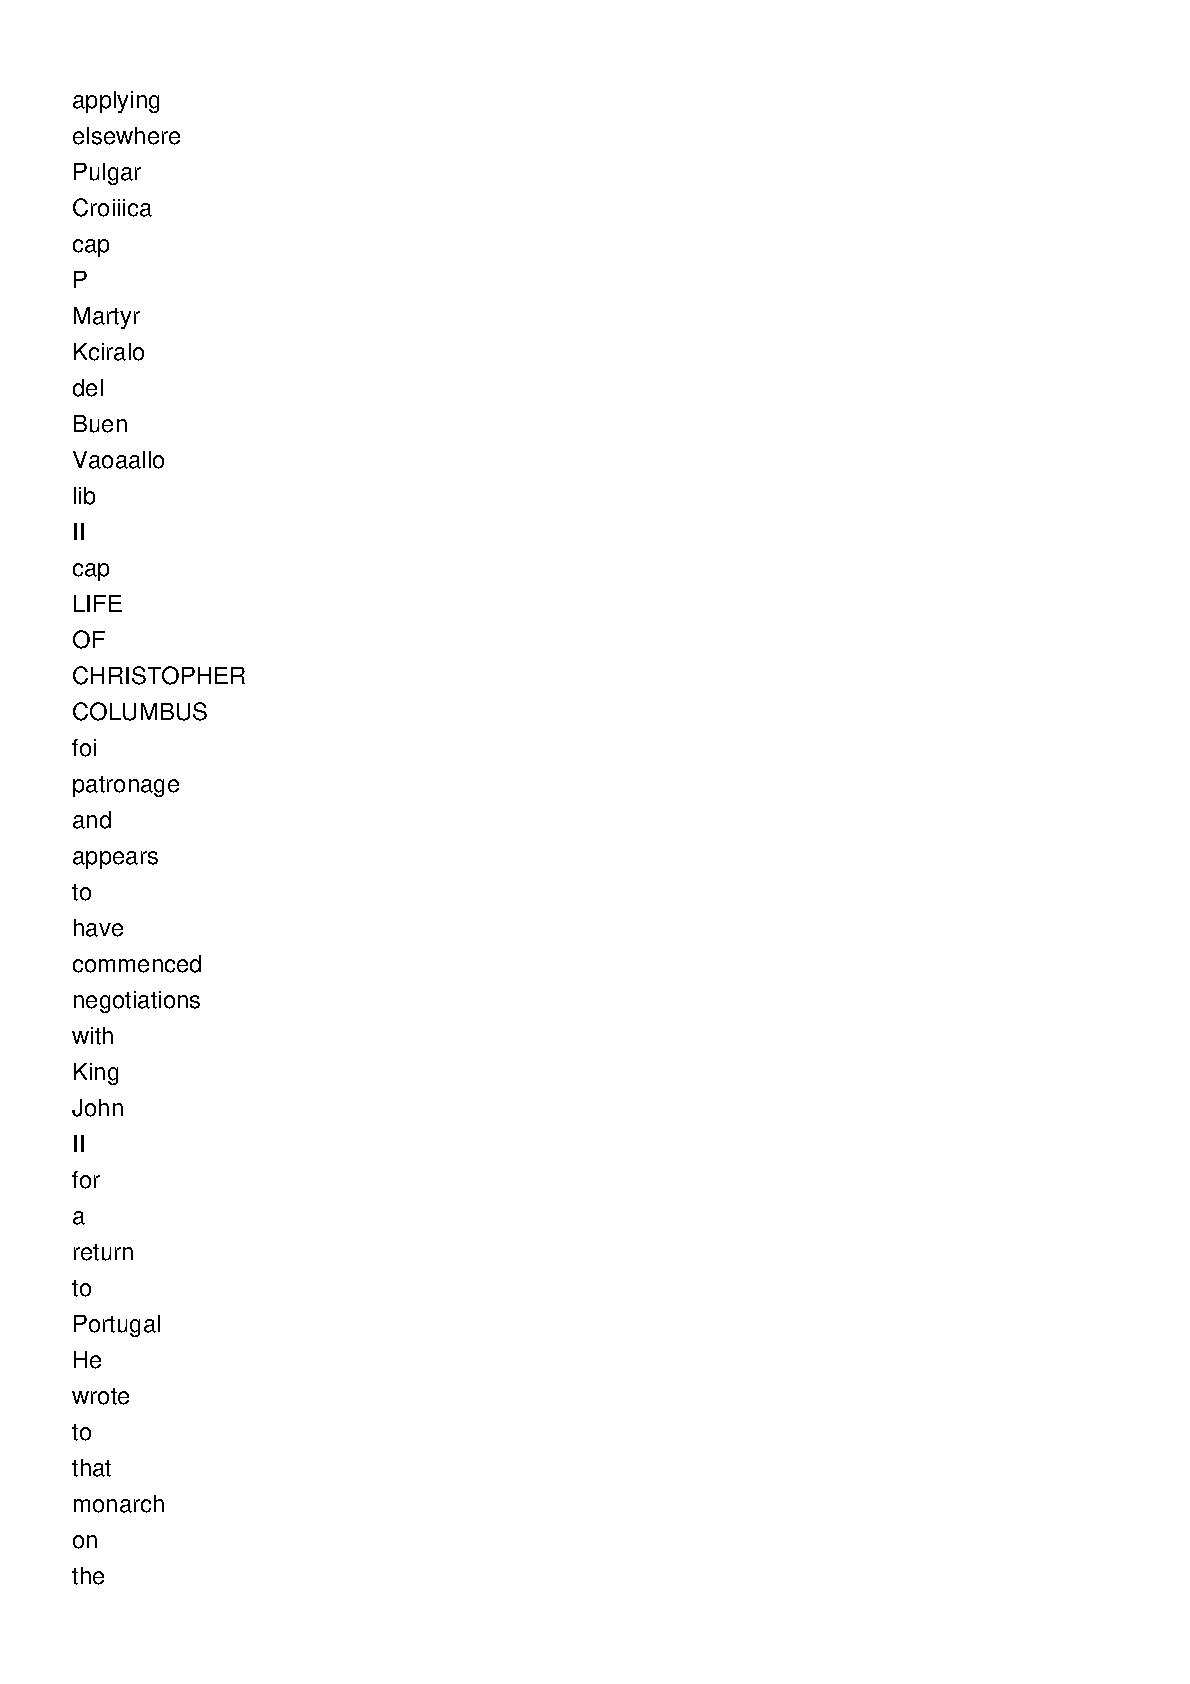 applying
elsewhere
Pulgar
Croiiica
cap
P
Martyr
Kciralo
del
Buen
Vaoaallo
lib
II
cap
LIFE
OF
CHRISTOPHER
COLUMBUS
foi
patronage
and
appears
to
have
commenced
negotiations
with
King
John
II
for
a
return
to
Portugal
He
wrote
to
that
monarch
on
the